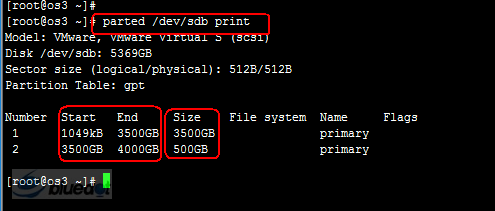 [root@os3 ~]#
[root@os3 ~]# parted /dev/sdb print
Model: VMware, VMware Virtual S (scsi)
Disk /dev/sdb: 5369GB
Sector size (logical/physical): 512B/512B
Partition Table: gpt
Number Start End Size File system Name Flags
1 1049kB 3500GB 3500GB primary
2 3500GB 4000GB 500GB primary
[root@os3 ~]#